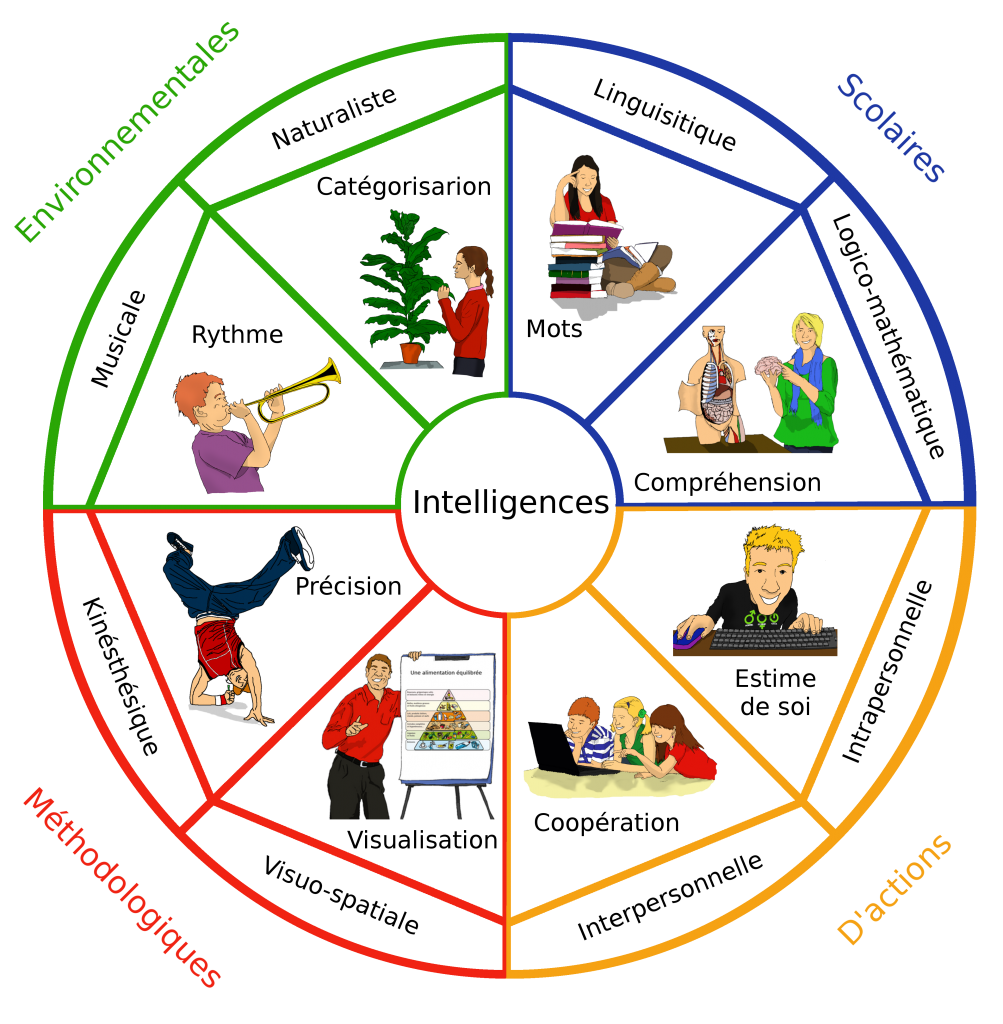 Environnementales
Scolaires
Naturaliste
Linguisitique
Catégorisarion
Musicale
Logico-mathématique
Rythme
Mots
Compréhension
Intelligences
Précision
Kinésthésique
Estime
de soi
Intrapersonnelle
Une alimentation équilibrée
Coopération
Visualisation
Visuo-spatiale
Interpersonnelle
Méthodologiques
D'actions